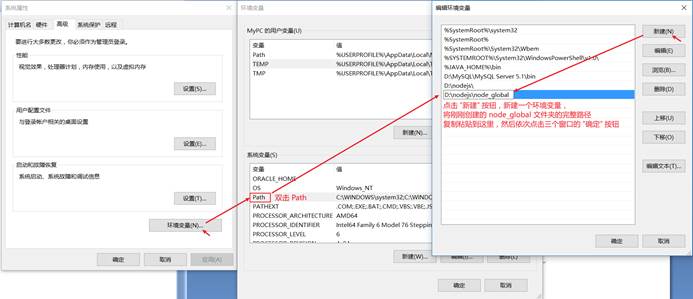 系统属性
计算机名
硬件
高级
系统保护
远程
要进行大多数更改，你必须作为管理员登录。
性能
视觉效果，处理器计划，内存使用，以及虚拟内存
设置(S)...
用户配置文件
与登录帐户相关的桌面设置
设置(E)...
启动和故障恢复
系统启动、系统故障和调试信息
设置(T)...
环境变量(N)...
确定
取消
应用(A)
环境变量
MyPC 的用户变量(U)
变量
值
Path
%USERPROFILE%\AppData\Local\M
TEMP
%USERPROFILE%\AppData\Local\
TMP
%USERPROFILE%\AppData\Local\
新建(N)...
系统变量(S)
变量
值
ORACLE_HOME
OS
Windows_NT
Path
双击 Path
C:\WINDOWS\system32;C:\WINDOW
PATHEXT
.COM;.EXE;.BAT;.CMD;.VBS;.VBE;.JS
PROCESSOR_ARCHITECTURE
AMD64
PROCESSOR_IDENTIFIER
Intel64 Family 6 Model 76 Stepping
PROCESSOR_LEVEL
6
新建(W)...
编辑(I)...
删除(L)
确定
取消
编辑环境变量
%SystemRoot%\system32
%SystemRoot%
%SystemRoot%\System32\Wbem
%SYSTEMROOT%\System32\WindowsPowerShell\v1.0\
%JAVA_HOME%\bin
D:\MySQL\MySQL Server 5.1\bin
D:\nodejs\
D:\nodejs\node_global
点击 "新建" 按钮，新建一个环境变量，
将刚刚创建的 node_global 文件夹的完整路径
复制粘贴到这里，然后依次点击三个窗口的 "确定" 按钮
新建(N)
编辑(E)
浏览(B)...
删除(D)
上移(U)
下移(O)
编辑文本(T)...
确定
取消